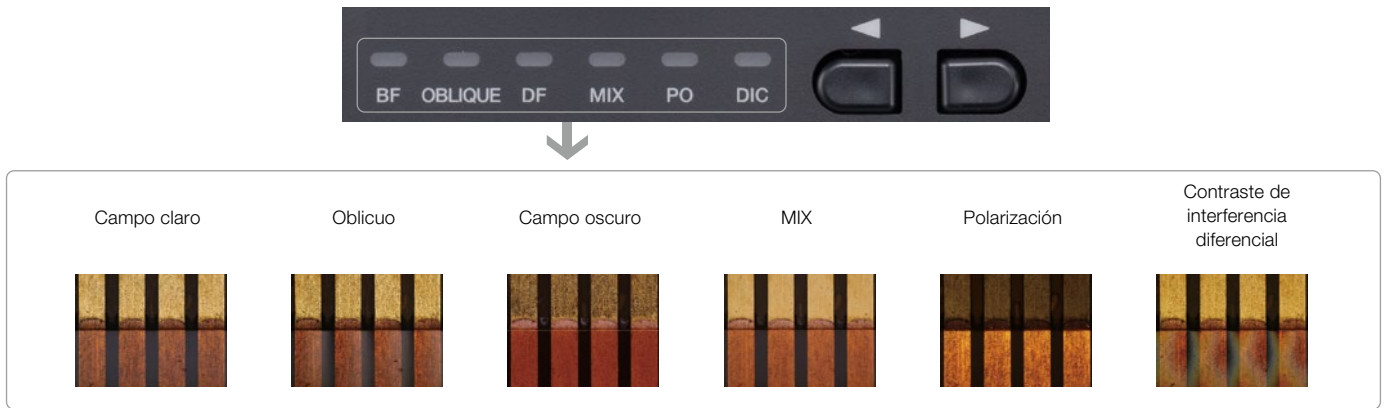 BF OBLIQUE DF MIX PO DIC
Campo claro
Oblicuo
Campo oscuro
MIX
Polarización
Contraste de
interferencia
diferencial